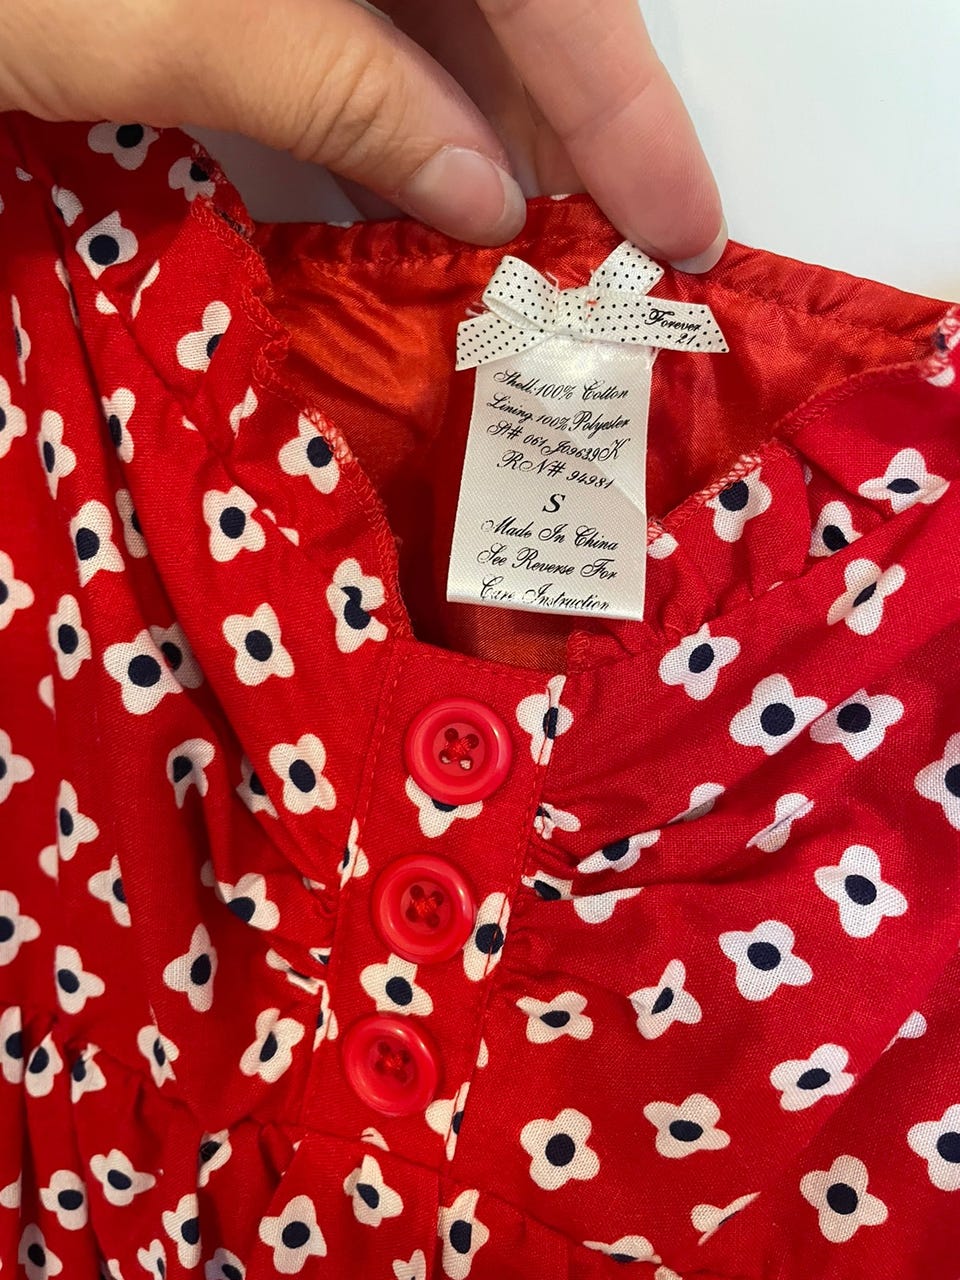 Forever
21
Shell: 100% Cotton
Lining: 100% Polyester
St# 061J09639K
RN# 94981
S
Made In China
See Reverse For
Care Instruction